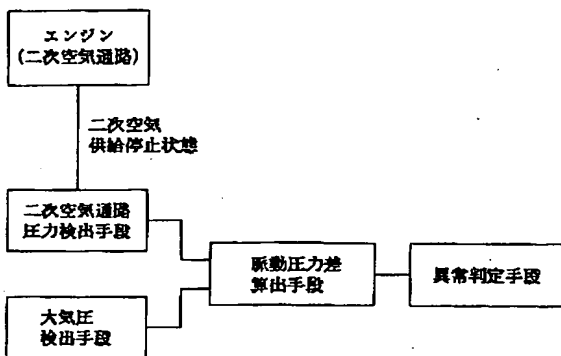 エンジン
(二次空気通路)
二次空気
供給停止状態
二次空気通路
圧力検出手段
脈動圧力差
算出手段
異常判定手段
大気圧
検出手段